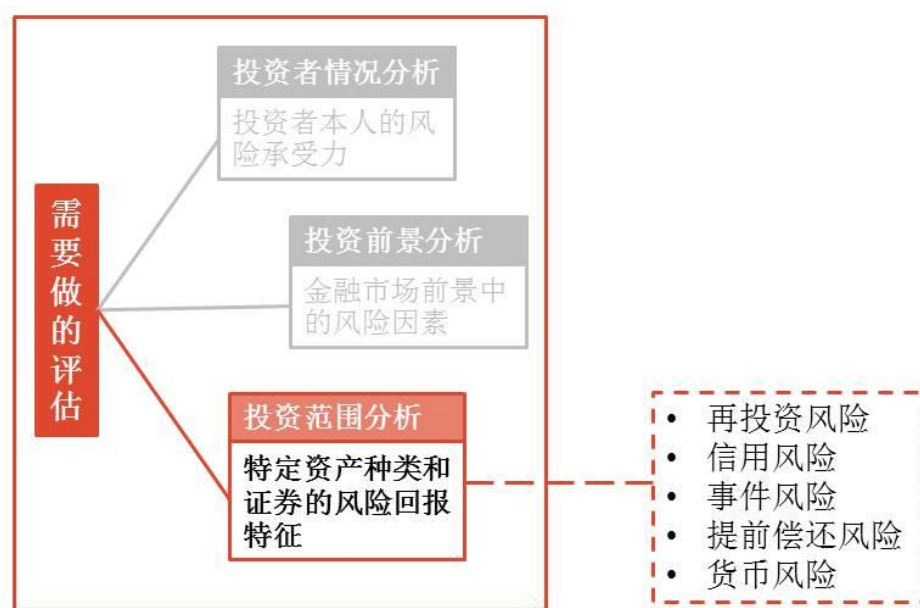 需要做的评估
投资者情况分析
投资者本人的风
险承受力
投资前景分析
金融市场前景中
的风险因素
投资范围分析
特定资产种类和
证券的风险回报
特征
• 再投资风险
• 信用风险
• 事件风险
• 提前偿还风险
• 货币风险